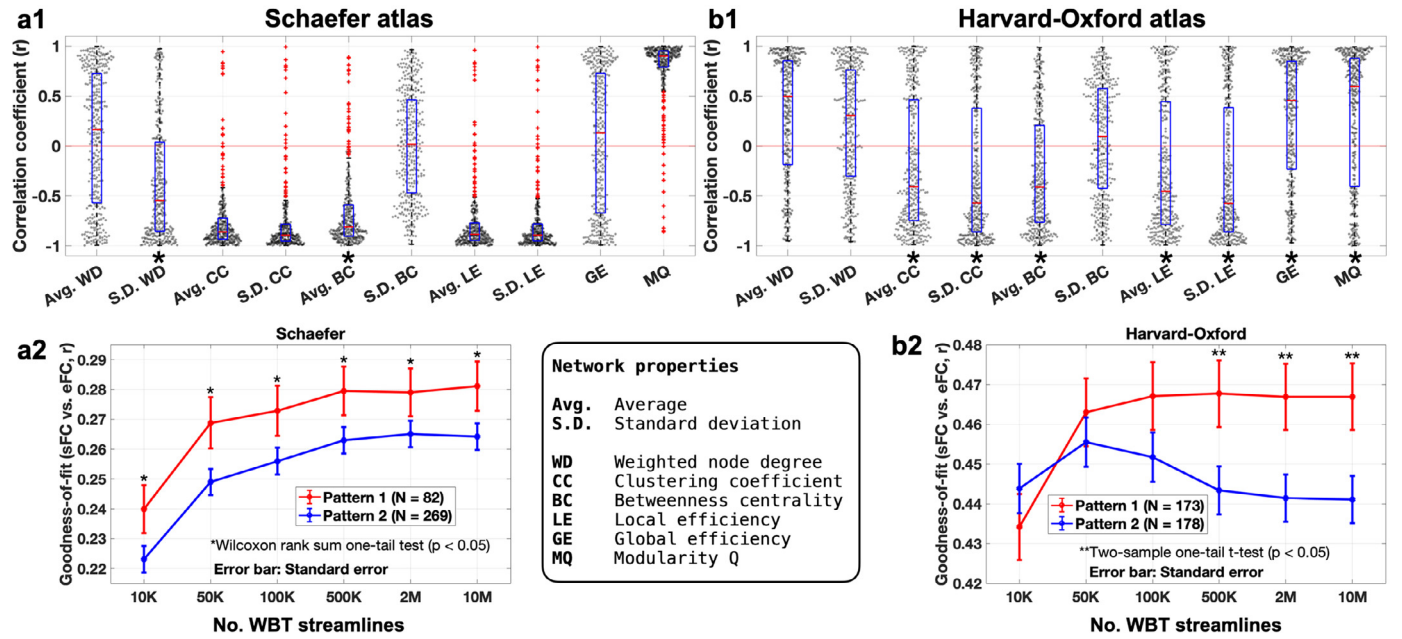 a1
Schaefer atlas
Correlation coefficient (r)
1
0.5
0
-0.5
-1
Avg. WD
S.D. WD
Avg. CC
S.D. CC
Avg. BC
S.D. BC
Avg. LE
S.D. LE
GE
MQ
* *
b1
Harvard-Oxford atlas
Correlation coefficient (r)
1
0.5
0
-0.5
-1
Avg. WD
S.D. WD
Avg. CC
S.D. CC
Avg. BC
S.D. BC
Avg. LE
S.D. LE
GE
MQ
* * * * * * *
a2
Schaefer
Goodness-of-fit (sFC vs. eFC, r)
0.29
0.28
0.27
0.26
0.25
0.24
0.23
0.22
* * * * * *
Pattern 1 (N = 82)
Pattern 2 (N = 269)
*Wilcoxon rank sum one-tail test (p < 0.05)
Error bar: Standard error
10K 50K 100K 500K 2M 10M
No. WBT streamlines
Network properties
Avg. Average
S.D. Standard deviation
WD Weighted node degree
CC Clustering coefficient
BC Betweenness centrality
LE Local efficiency
GE Global efficiency
MQ Modularity Q
b2
Harvard-Oxford
Goodness-of-fit (sFC vs. eFC, r)
0.48
0.47
0.46
0.45
0.44
0.43
0.42
** ** **
Pattern 1 (N = 173)
Pattern 2 (N = 178)
**Two-sample one-tail t-test (p < 0.05)
Error bar: Standard error
10K 50K 100K 500K 2M 10M
No. WBT streamlines